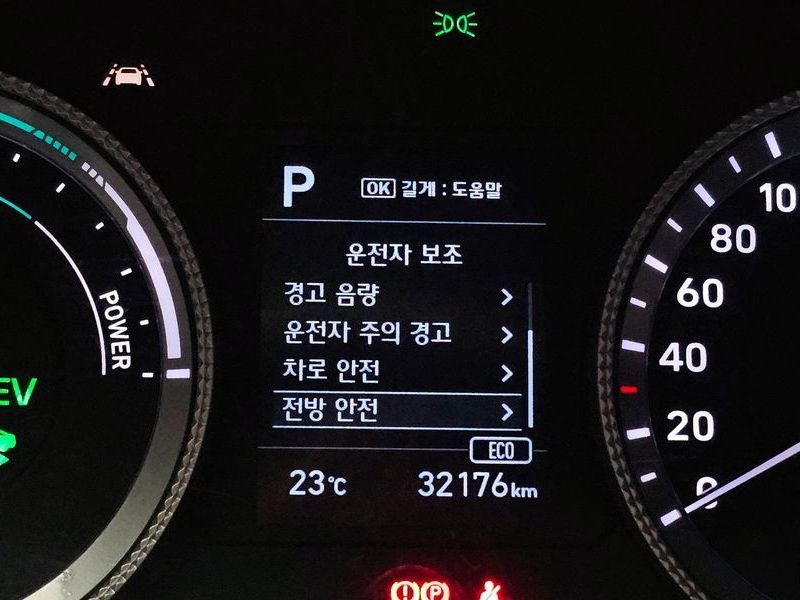 P OK 길게 : 도움말
운전자 보조
경고 음량
운전자 주의 경고
차로 안전
전방 안전
ECO
23℃ 32176km
POWER
EV
100
80
60
40
20
0
(!) (P)